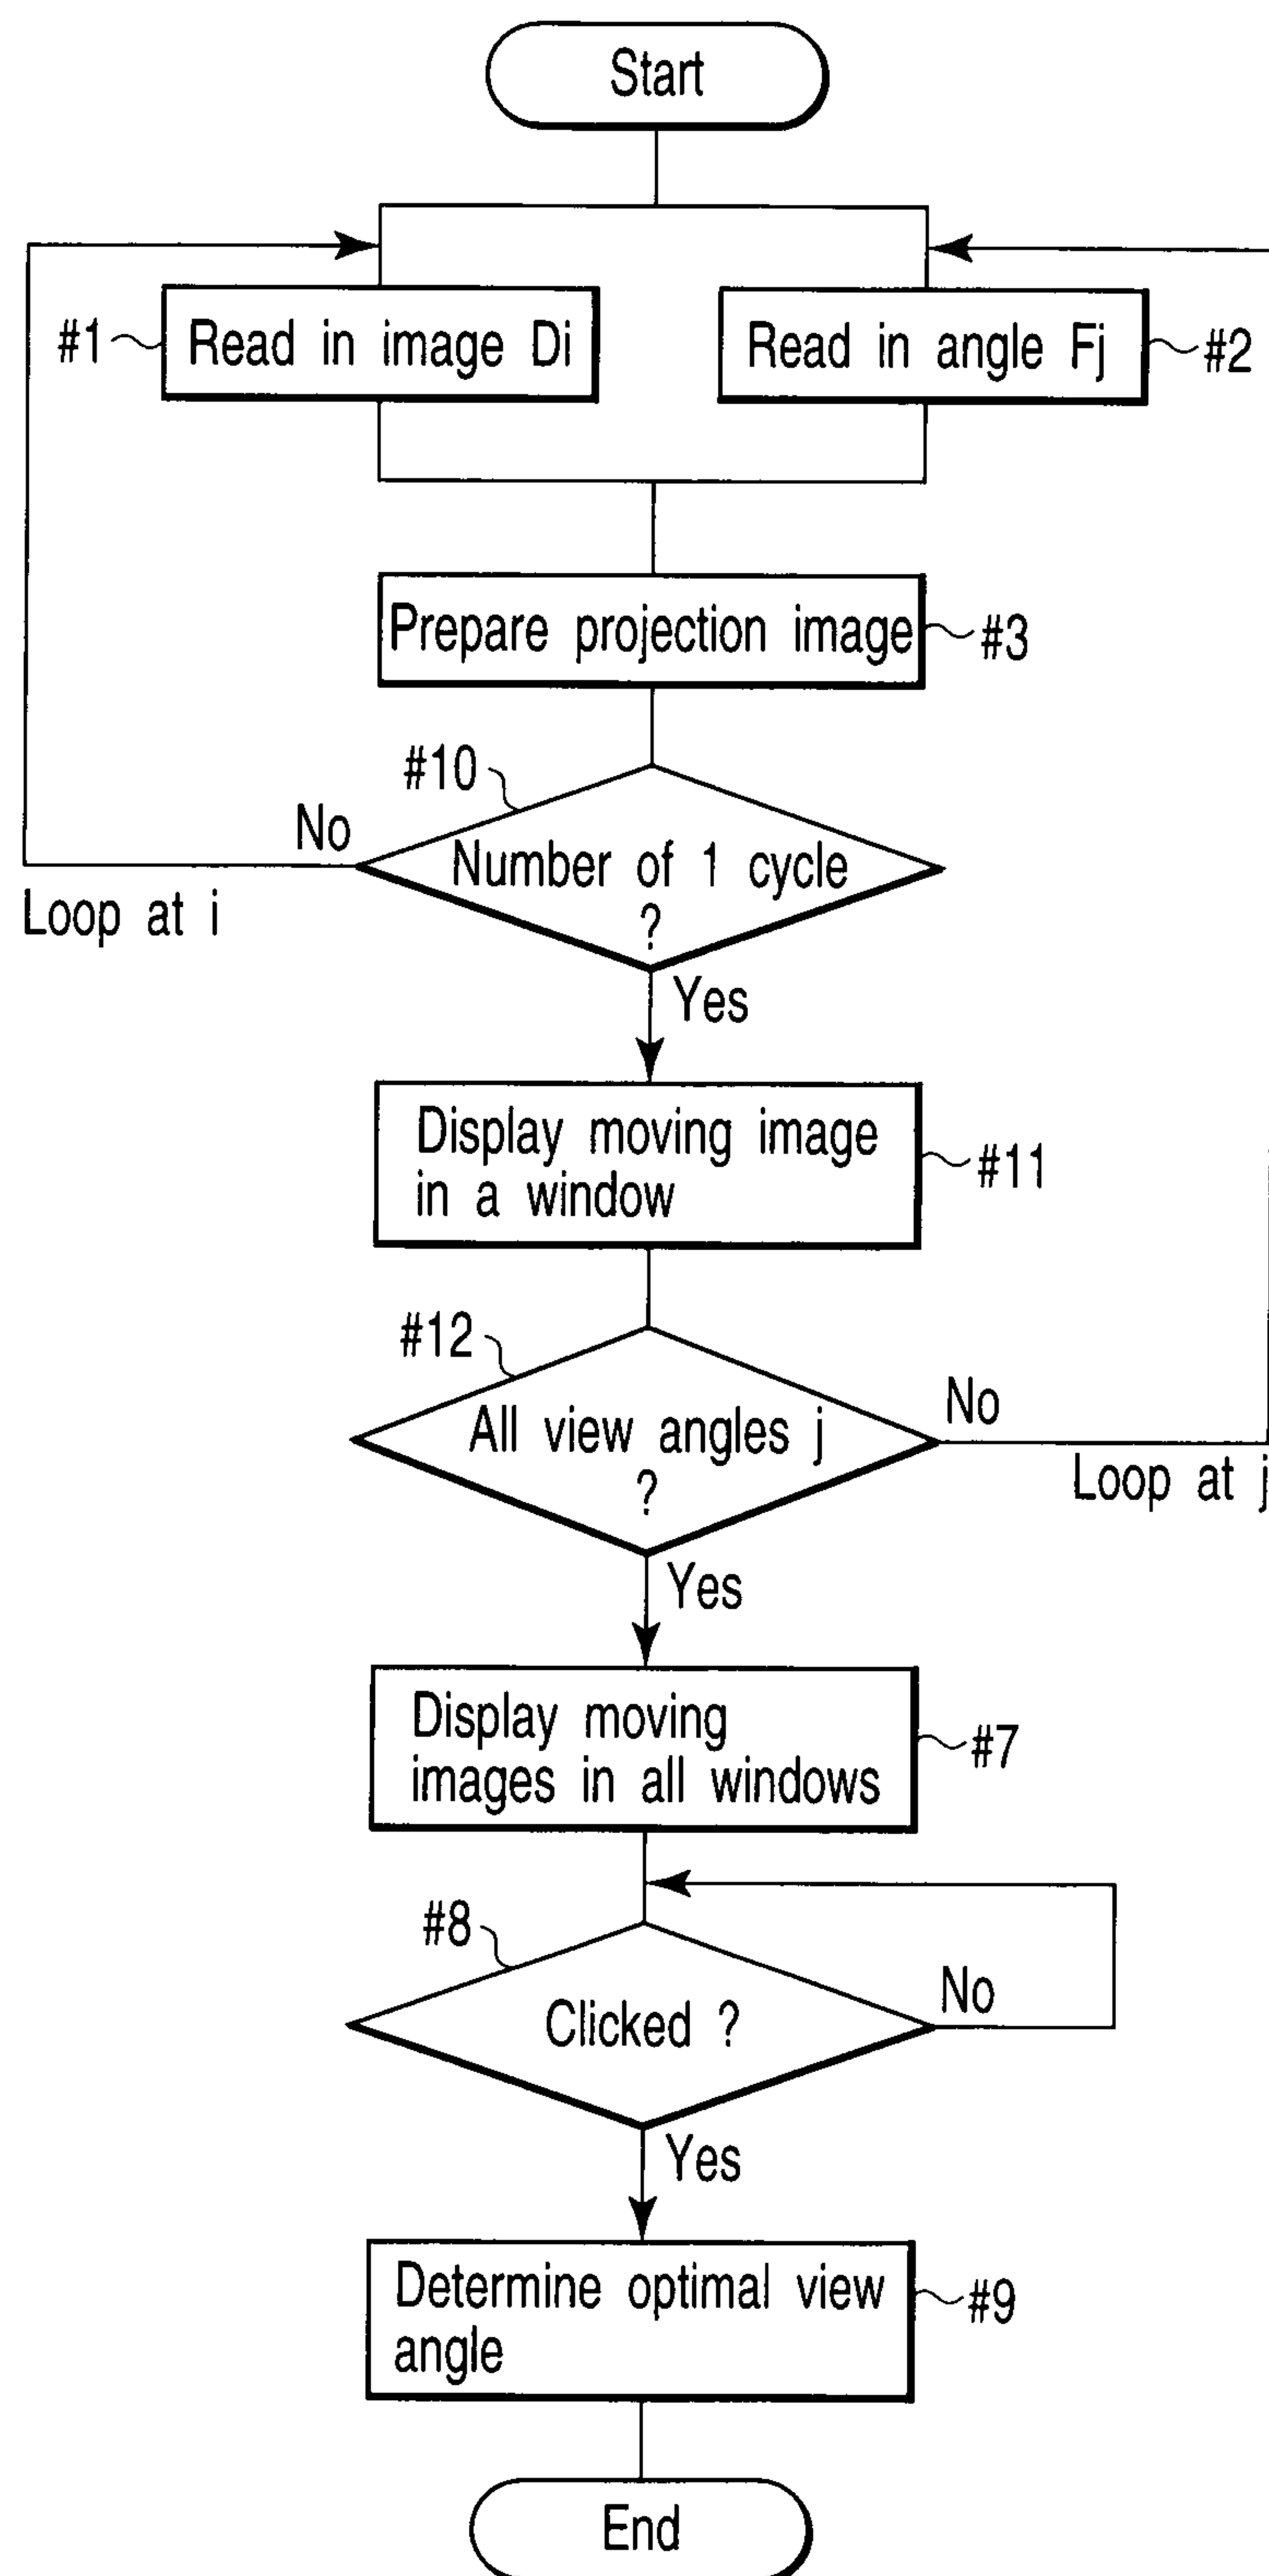 Start
#1
Read in image Di
Read in angle Fj
#2
Prepare projection image
#3
#10
No
Number of 1 cycle
?
Loop at i
Yes
Display moving image
in a window
#11
#12
All view angles j
?
No
Loop at j
Yes
Display moving
images in all windows
#7
#8
Clicked ?
No
Yes
Determine optimal view
angle
#9
End